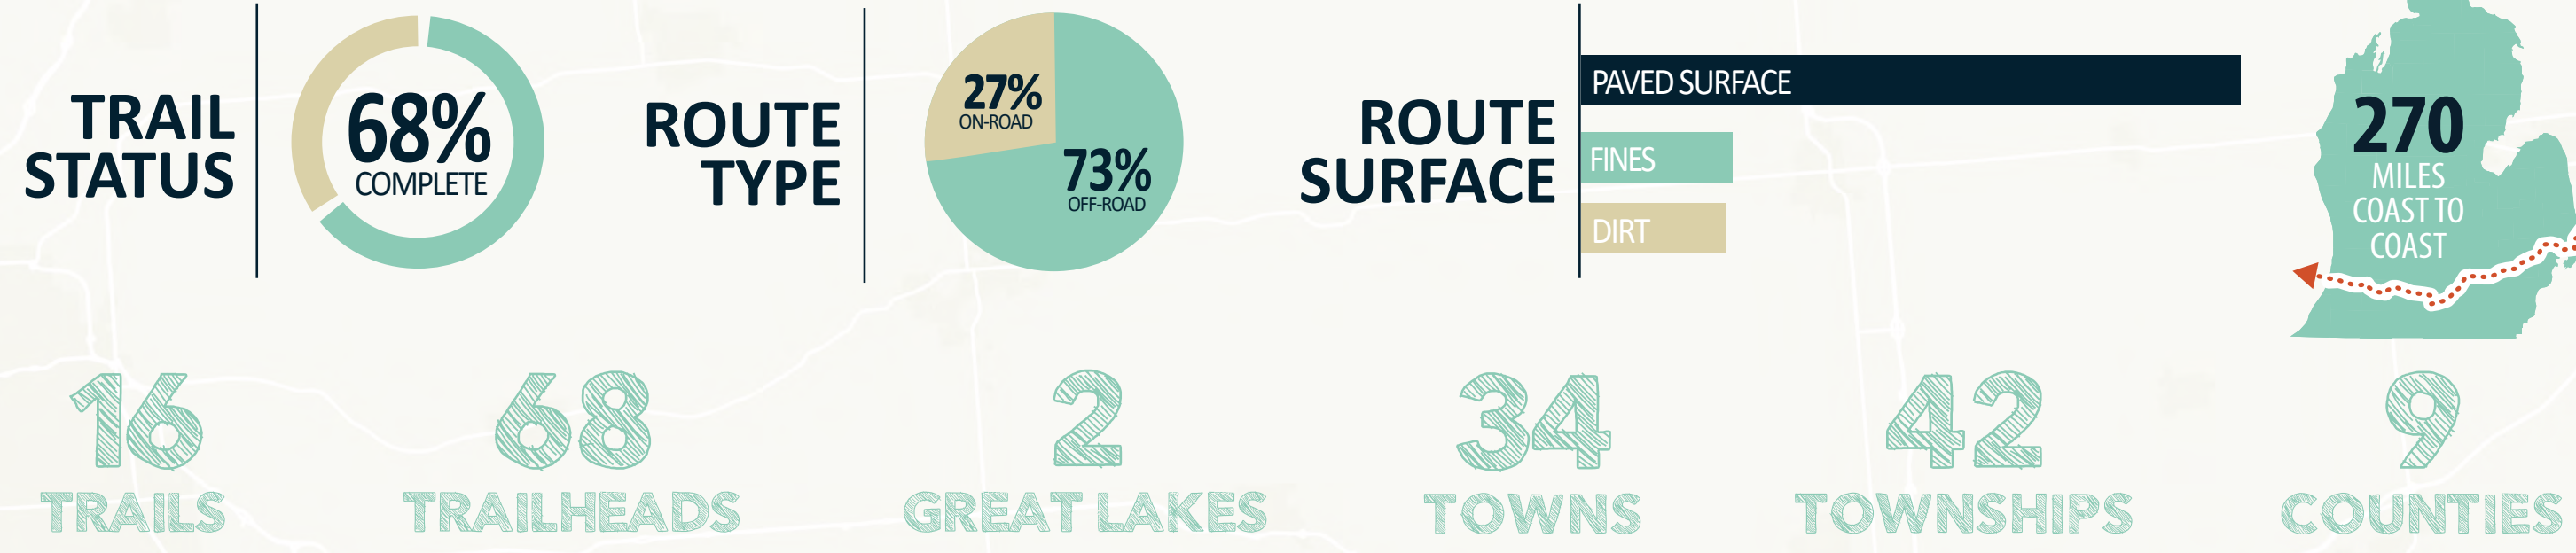 TRAIL
STATUS
68%
COMPLETE
ROUTE
TYPE
27%
ON-ROAD
73%
OFF-ROAD
ROUTE
SURFACE
PAVED SURFACE
FINES
DIRT
270
MILES
COAST TO
COAST
16
TRAILS
68
TRAILHEADS
2
GREAT LAKES
34
TOWNS
42
TOWNSHIPS
9
COUNTIES